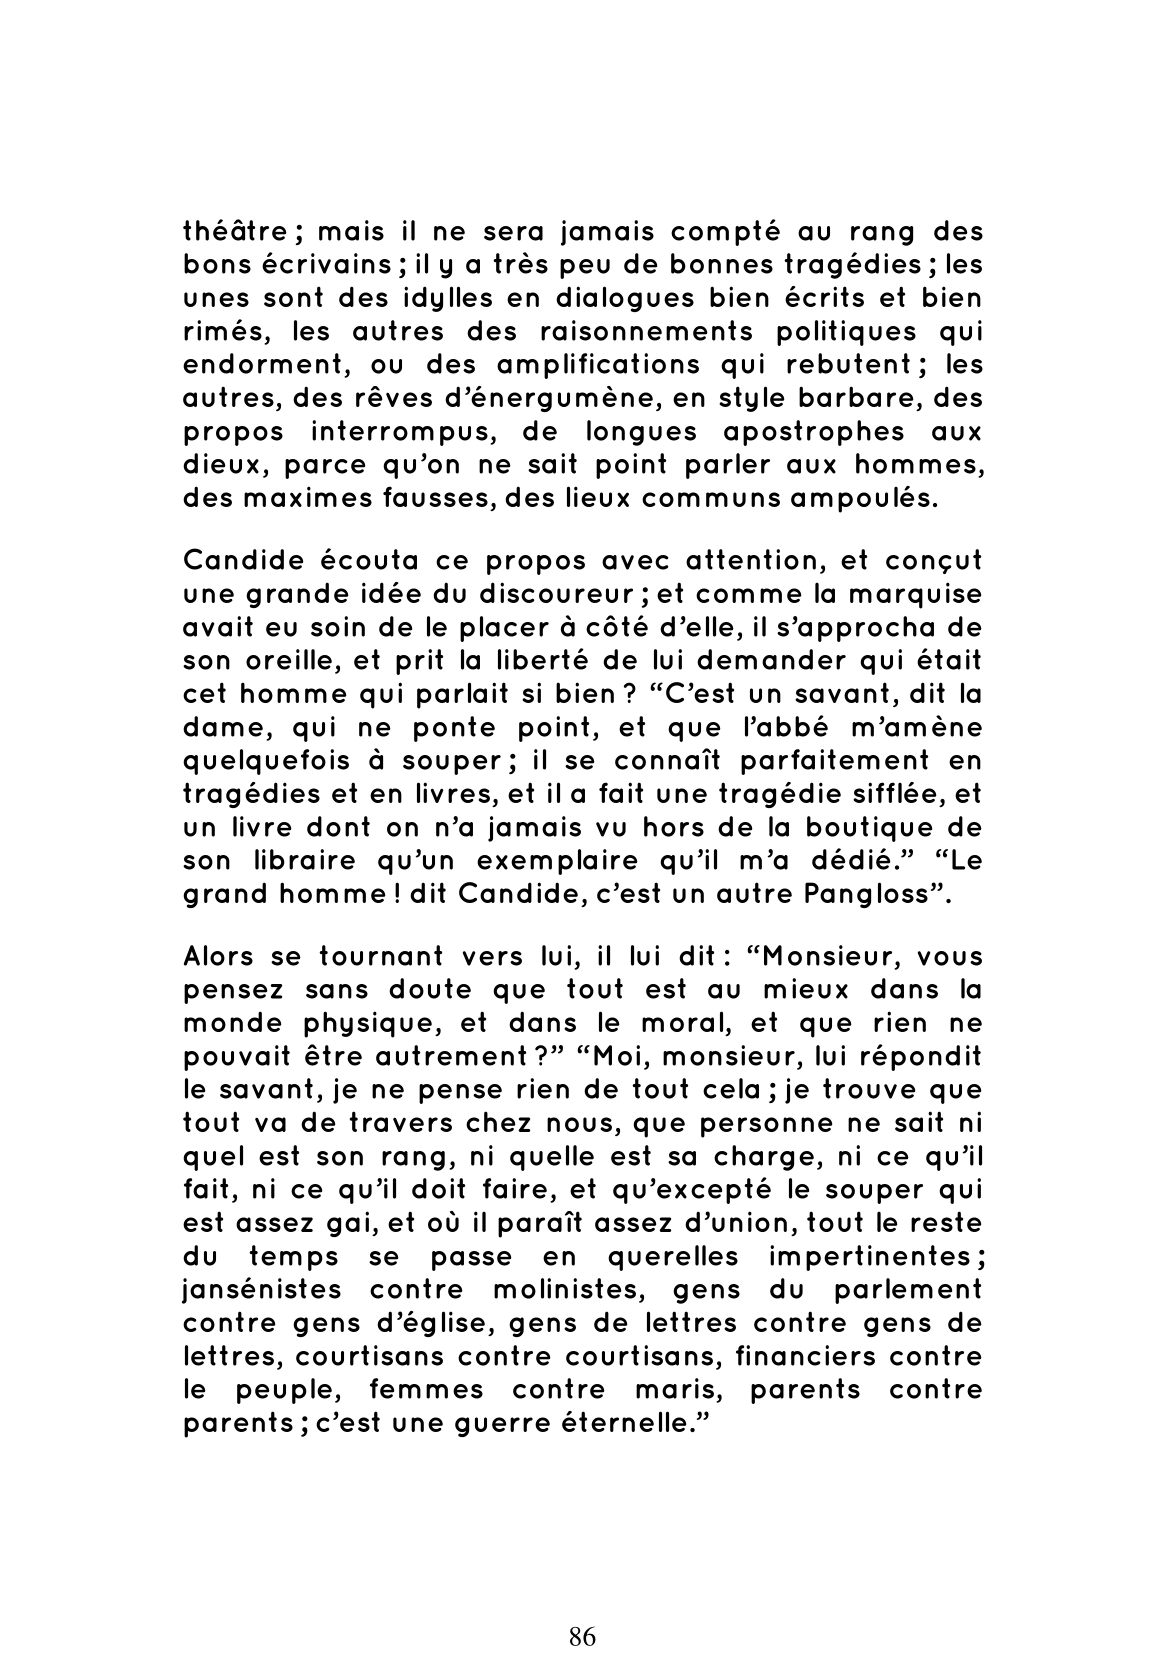 théâtre ; mais il ne sera jamais compté au rang des
bons écrivains ; il y a très peu de bonnes tragédies ; les
unes sont des idylles en dialogues bien écrits et bien
rimés, les autres des raisonnements politiques qui
endorment, ou des amplifications qui rebutent ; les
autres, des rêves d’énergumène, en style barbare, des
propos interrompus, de longues apostrophes aux
dieux, parce qu’on ne sait point parler aux hommes,
des maximes fausses, des lieux communs ampoulés.
Candide écouta ce propos avec attention, et conçut
une grande idée du discoureur ; et comme la marquise
avait eu soin de le placer à côté d’elle, il s’approcha de
son oreille, et prit la liberté de lui demander qui était
cet homme qui parlait si bien ? “C’est un savant, dit la
dame, qui ne ponte point, et que l’abbé m’amène
quelquefois à souper ; il se connaît parfaitement en
tragédies et en livres, et il a fait une tragédie sifflée, et
un livre dont on n’a jamais vu hors de la boutique de
son libraire qu’un exemplaire qu’il m’a dédié.” “Le
grand homme ! dit Candide, c’est un autre Pangloss”.
Alors se tournant vers lui, il lui dit : “Monsieur, vous
pensez sans doute que tout est au mieux dans la
monde physique, et dans le moral, et que rien ne
pouvait être autrement ?” “Moi, monsieur, lui répondit
le savant, je ne pense rien de tout cela ; je trouve que
tout va de travers chez nous, que personne ne sait ni
quel est son rang, ni quelle est sa charge, ni ce qu’il
fait, ni ce qu’il doit faire, et qu’excepté le souper qui
est assez gai, et où il paraît assez d’union, tout le reste
du temps se passe en querelles impertinentes ;
jansénistes contre molinistes, gens du parlement
contre gens d’église, gens de lettres contre gens de
lettres, courtisans contre courtisans, financiers contre
le peuple, femmes contre maris, parents contre
parents ; c’est une guerre éternelle.”
86